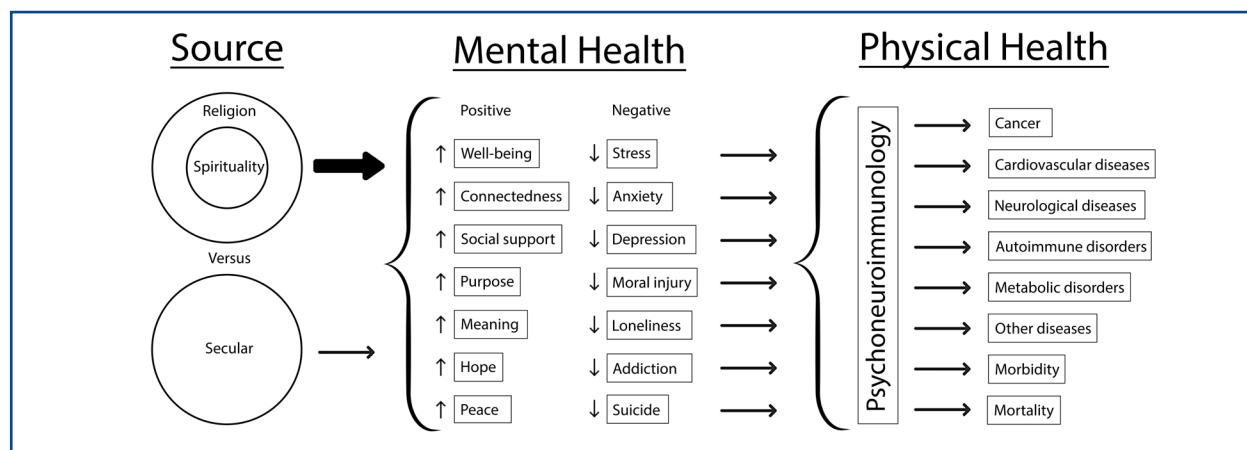 Source
Mental Health
Physical Health
Religion
Spirituality
Versus
Secular
Positive
Negative
↑ Well-being
↓ Stress
↑ Connectedness
↓ Anxiety
↑ Social support
↓ Depression
↑ Purpose
↓ Moral injury
↑ Meaning
↓ Loneliness
↑ Hope
↓ Addiction
↑ Peace
↓ Suicide
Psychoneuroimmunology
Cancer
Cardiovascular diseases
Neurological diseases
Autoimmune disorders
Metabolic disorders
Other diseases
Morbidity
Mortality